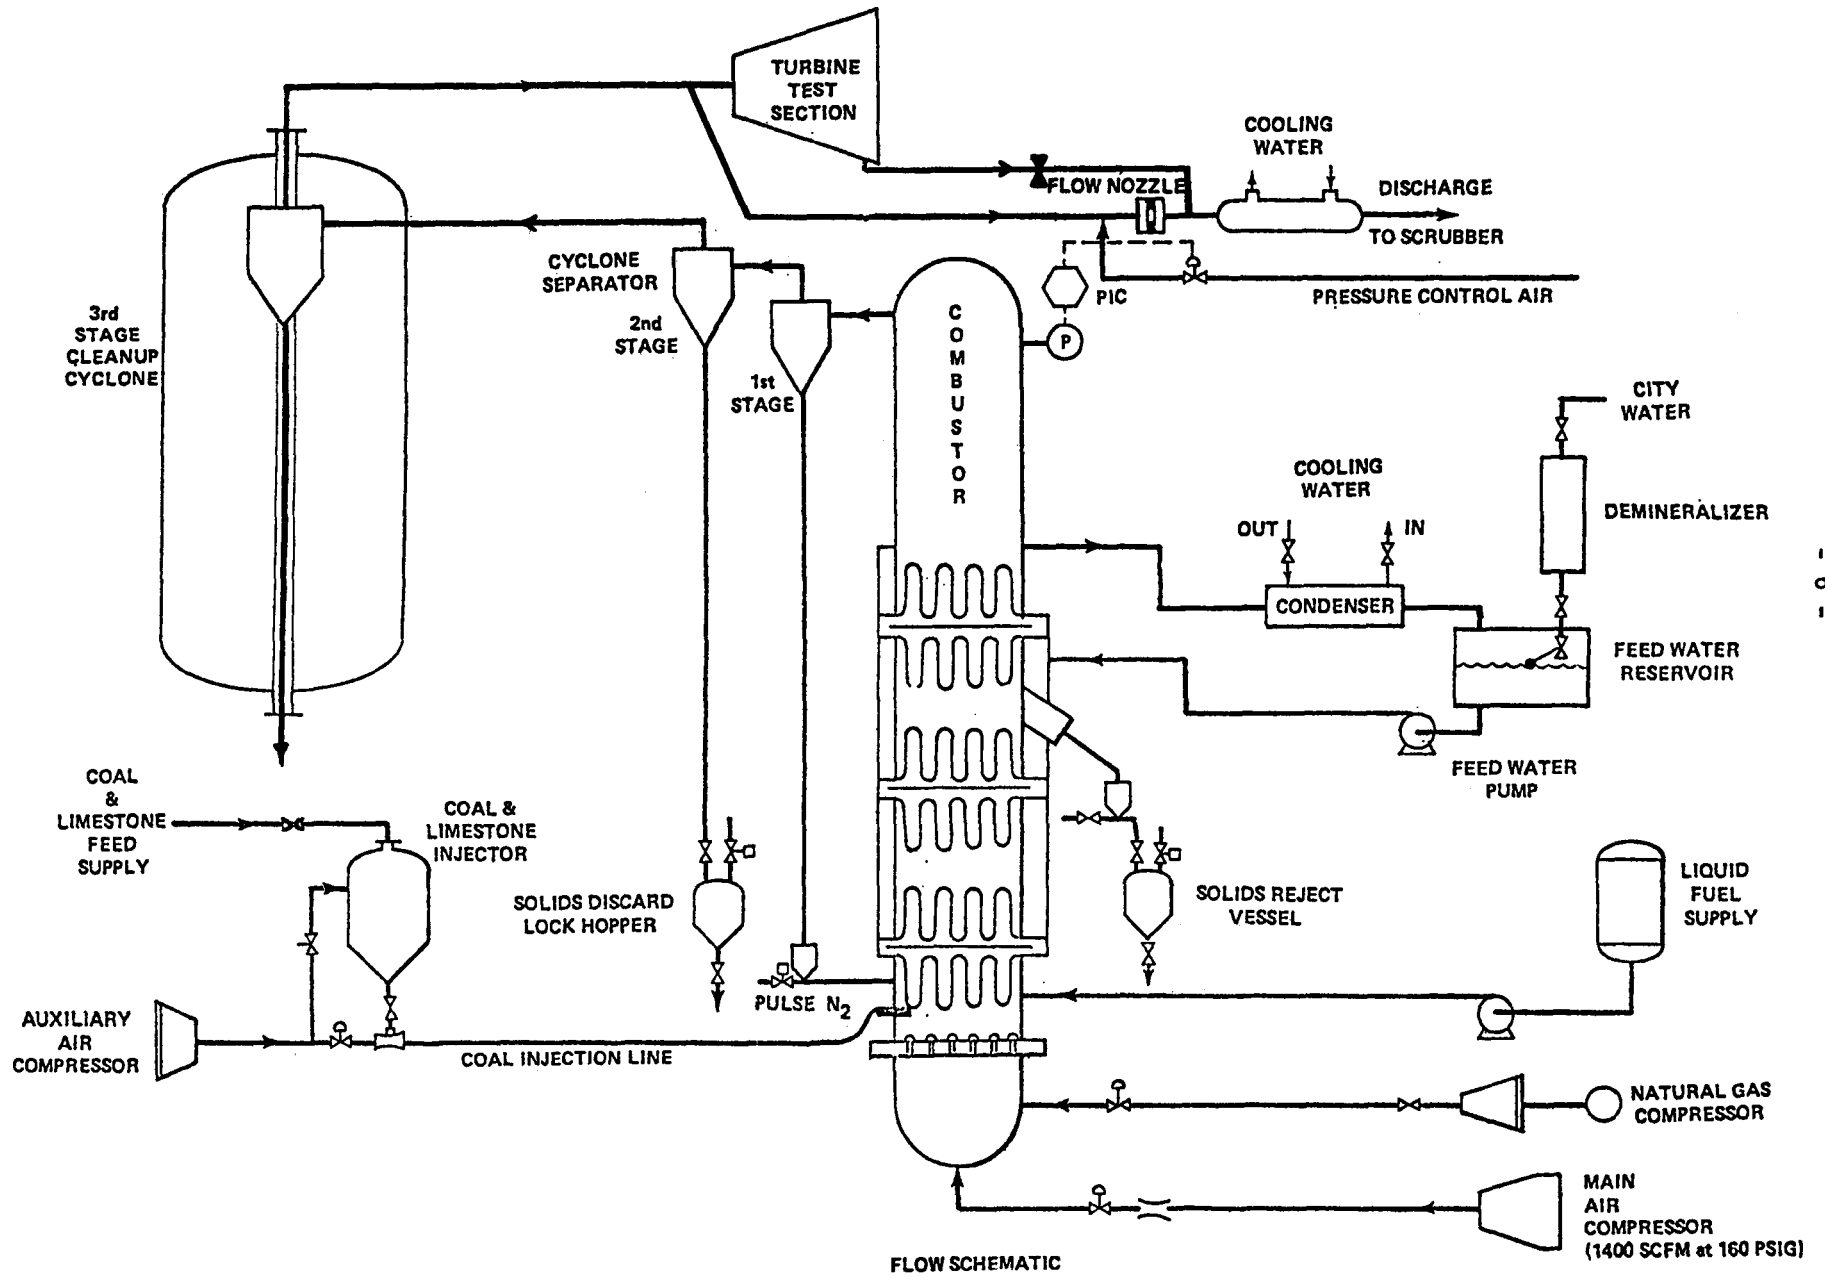 TURBINE
TEST
SECTION
COOLING
WATER
FLOW NOZZLE
DISCHARGE
TO SCRUBBER
PIC
PRESSURE CONTROL AIR
P
CYCLONE
SEPARATOR
2nd
STAGE
1st
STAGE
3rd
STAGE
CLEANUP
CYCLONE
COMBUSTOR
CITY
WATER
COOLING
WATER
OUT
IN
DEMINERALIZER
CONDENSER
FEED WATER
RESERVOIR
FEED WATER
PUMP
COAL
&
LIMESTONE
FEED
SUPPLY
COAL &
LIMESTONE
INJECTOR
SOLIDS DISCARD
LOCK HOPPER
SOLIDS REJECT
VESSEL
LIQUID
FUEL
SUPPLY
PULSE N2
AUXILIARY
AIR
COMPRESSOR
COAL INJECTION LINE
NATURAL GAS
COMPRESSOR
MAIN
AIR
COMPRESSOR
(1400 SCFM at 160 PSIG)
FLOW SCHEMATIC